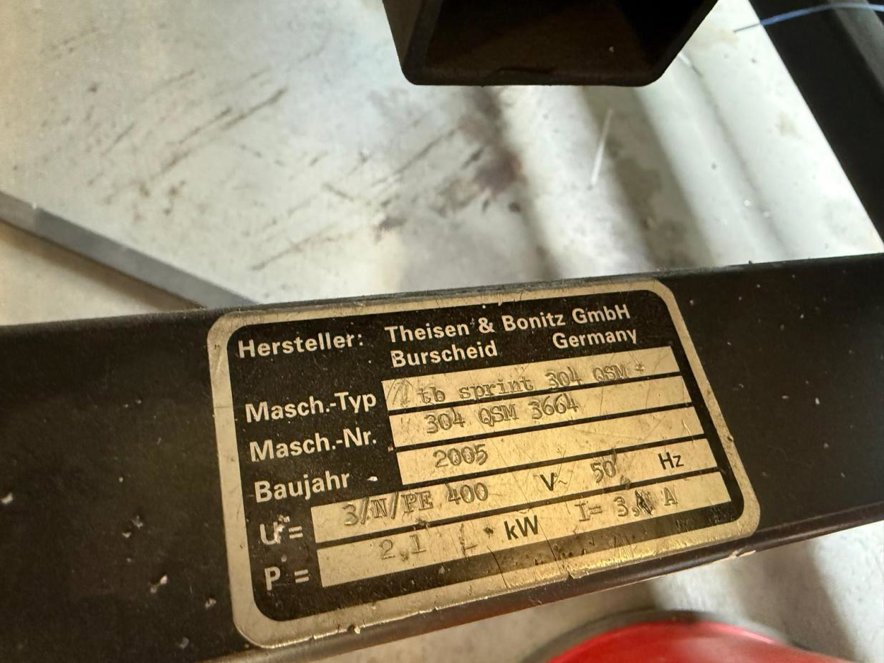 Hersteller: Theisen & Bonitz GmbH
Burscheid Germany
Masch.-Typ tb sprint 304 QSM
Masch.-Nr. 304 QSM 3664
Baujahr 2005
U = 3/N/PE 400 V~ 50 Hz
P = 2,1 kW I= A